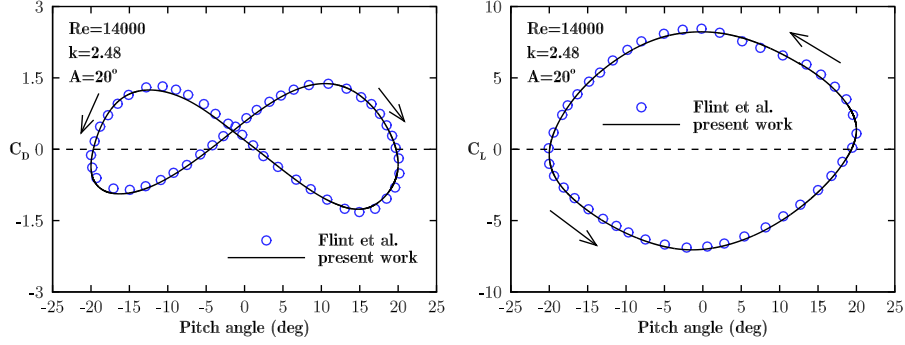 Re=14000
k=2.48
A=20°
C_D
3
1.5
0
-1.5
-3
Flint et al.
present work
-25 -20 -15 -10 -5 0 5 10 15 20 25
Pitch angle (deg)
Re=14000
k=2.48
A=20°
C_L
10
5
0
-5
-10
Flint et al.
present work
-25 -20 -15 -10 -5 0 5 10 15 20 25
Pitch angle (deg)